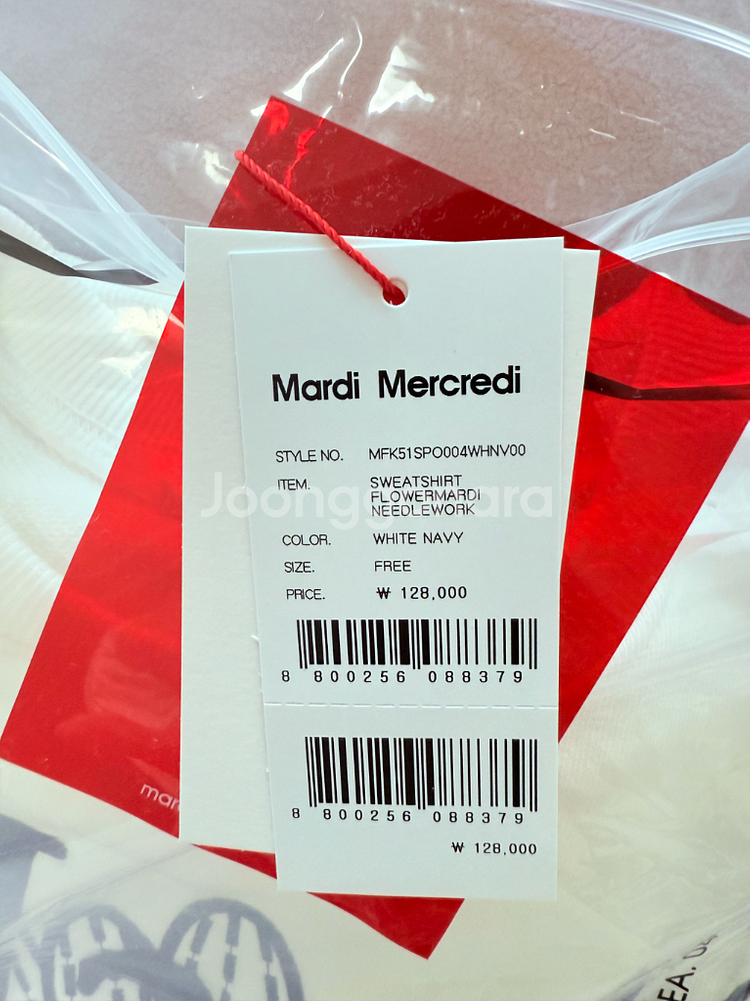 Mardi Mercredi
STYLE NO. MFK51SPO004WHNV00
ITEM. SWEATSHIRT
FLOWERMARDI
NEEDLEWORK
COLOR. WHITE NAVY
SIZE. FREE
PRICE. ₩ 128,000
8 800256 088379
8 800256 088379
₩ 128,000